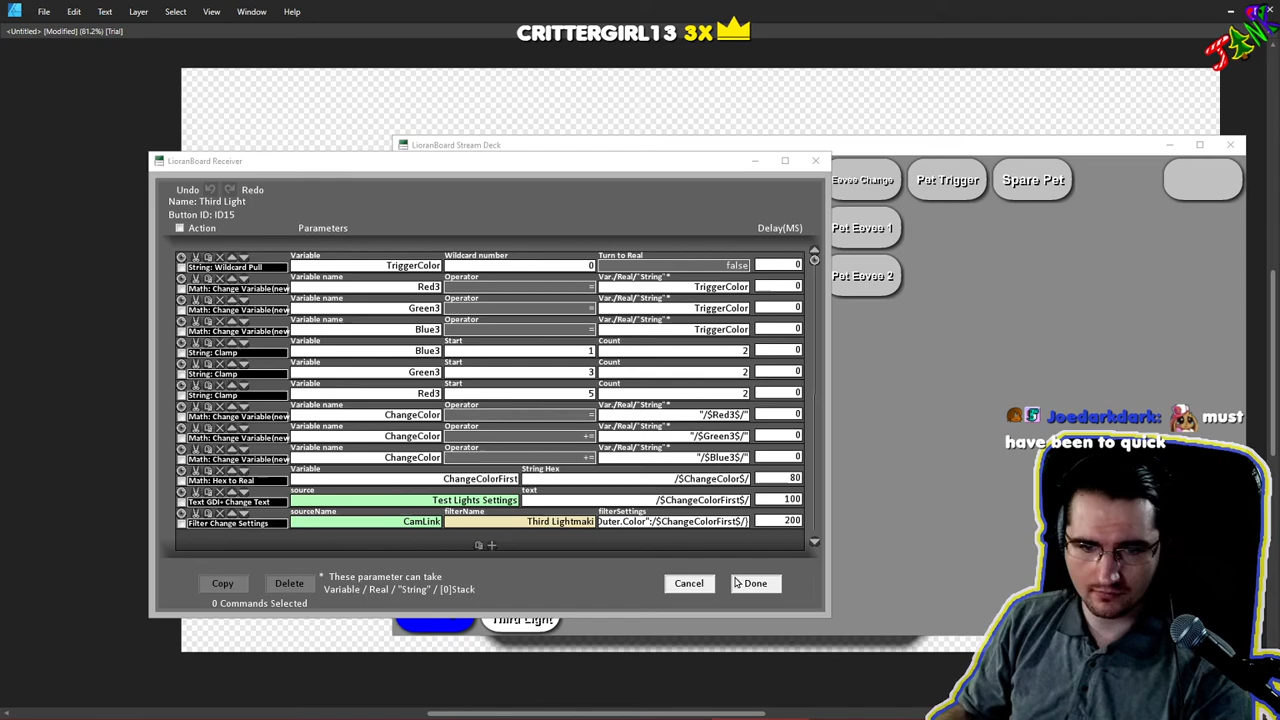 File Edit Text Layer Select View Window Help
<Untitled> [Modified] (81.2%) [Trial]
CRITTERGIRL13 3X
LioranBoard Stream Deck
LioranBoard Receiver
Eevee Change Pet Trigger Spare Pet
Pet Eevee 1
Pet Eevee 2
Undo Redo
Name: Third Light
Button ID: ID15
Action Parameters Delay(MS)
Variable Wildcard number Turn to Real
String: Wildcard Pull TriggerColor 0 false 0
Variable name Operator Var./Real/"String"*
Math: Change Variable(new Red3 = TriggerColor 0
Variable name Operator Var./Real/"String"*
Math: Change Variable(new Green3 = TriggerColor 0
Variable name Operator Var./Real/"String"*
Math: Change Variable(new Blue3 = TriggerColor 0
Variable Start Count
String: Clamp Blue3 1 2 0
Variable Start Count
String: Clamp Green3 3 2 0
Variable Start Count
String: Clamp Red3 5 2 0
Variable name Operator Var./Real/"String"*
Math: Change Variable(new ChangeColor = "/$Red3$/" 0
Variable name Operator Var./Real/"String"*
Math: Change Variable(new ChangeColor += "/$Green3$/" 0
Variable name Operator Var./Real/"String"*
Math: Change Variable(new ChangeColor += "/$Blue3$/" 0
Variable String Hex
Math: Hex to Real ChangeColorFirst /$ChangeColor$/ 80
source text
Text GDI+ Change Text Test Lights Settings /$ChangeColorFirst$/ 100
sourceName filterName filterSettings
Filter Change Settings CamLink Third Lightmaki Outer.Color":/$ChangeColorFirst$/} 200
Copy Delete * These parameter can take
Variable / Real / "String" / [0]Stack
Cancel Done
0 Commands Selected
Third Light
Joedarkdark: must
have been to quick